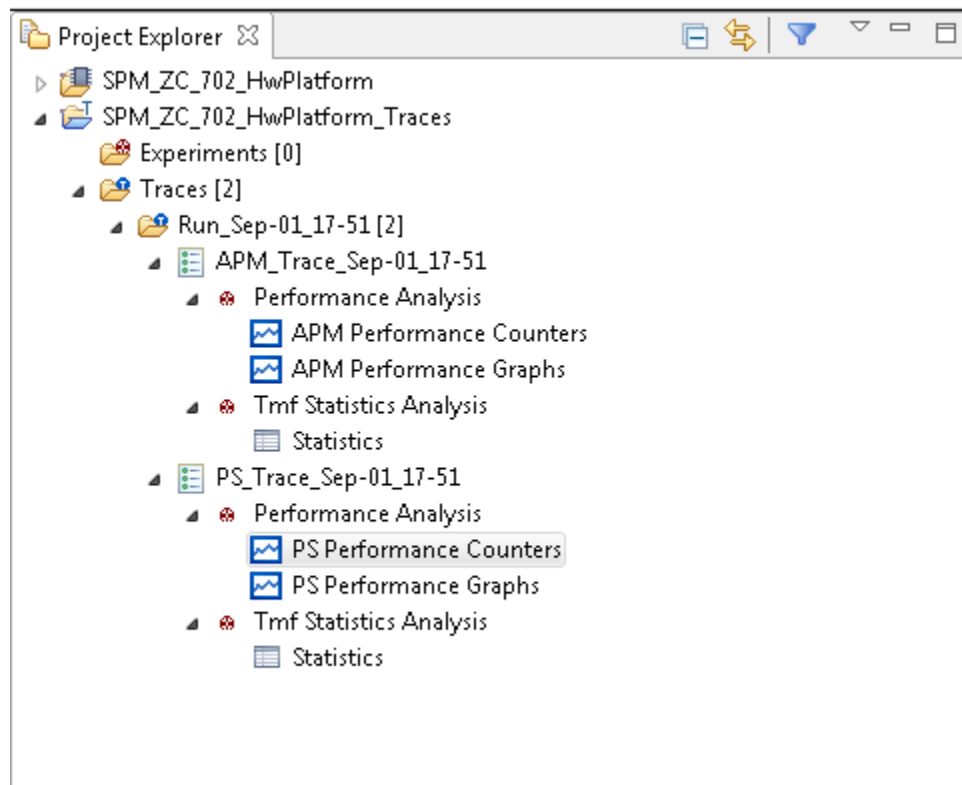 Project Explorer
SPM_ZC_702_HwPlatform
SPM_ZC_702_HwPlatform_Traces
Experiments [0]
Traces [2]
Run_Sep-01_17-51 [2]
APM_Trace_Sep-01_17-51
Performance Analysis
APM Performance Counters
APM Performance Graphs
Tmf Statistics Analysis
Statistics
PS_Trace_Sep-01_17-51
Performance Analysis
PS Performance Counters
PS Performance Graphs
Tmf Statistics Analysis
Statistics